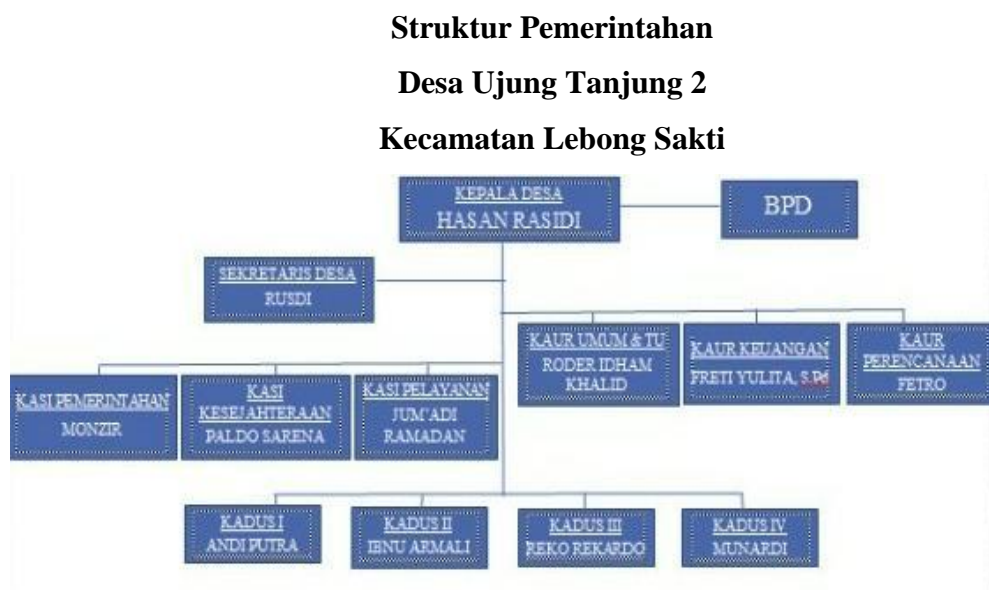 Struktur Pemerintahan
Desa Ujung Tanjung 2
Kecamatan Lebong Sakti
KEPALA DESA
HASAN RASIDI
BPD
SEKRETARIS DESA
RUSDI
KAUR UMUM & TU
RODER IDHAM
KHALID
KAUR KEUANGAN
FRETI YULITA, S.Pd
KAUR
PERENCANAAN
FETRO
KASI PEMERINTAHAN
MONZIR
KASI
KESEJAHTERAAN
PALDO SARENA
KASI PELAYANAN
JUM'ADI
RAMADAN
KADUS I
ANDI PUTRA
KADUS II
IBNU ARMALI
KADUS III
REKO REKARDO
KADUS IV
MUNARDI